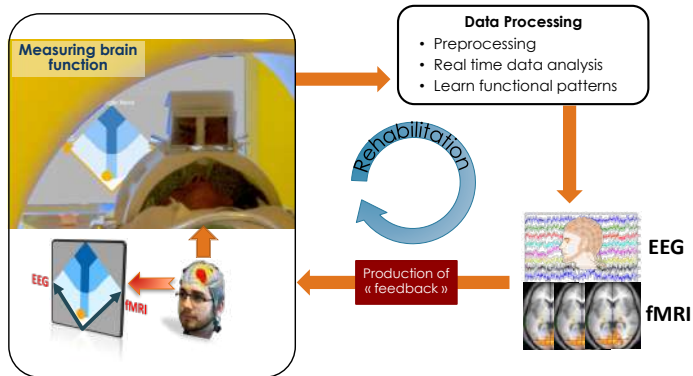 Measuring brain
function
Data Processing
• Preprocessing
• Real time data analysis
• Learn functional patterns
Rehabilitation
EEG
fMRI
Production of
« feedback »
EEG
fMRI